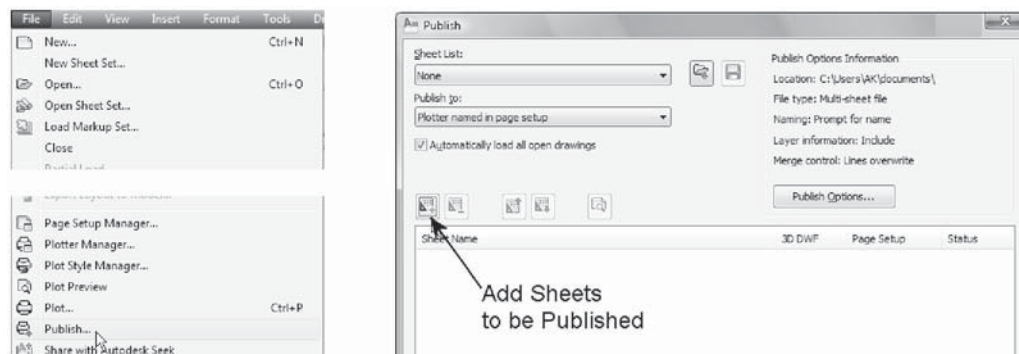 File Edit View Insert Format Tools
New... Ctrl+N
New Sheet Set...
Open... Ctrl+O
Open Sheet Set...
Load Markup Set...
Close
Page Setup Manager...
Plotter Manager...
Plot Style Manager...
Plot Preview
Plot... Ctrl+P
Publish...
Share with Autodesk Seek
Publish
Sheet List:
None
Publish to:
Plotter named in page setup
Automatically load all open drawings
Publish Options Information
Location: C:\Users\AK\documents\
File type: Multi-sheet file
Naming: Prompt for name
Layer information: Include
Merge control: Lines overwrite
Publish Options...
Sheet Name 3D DWF Page Setup Status
Add Sheets
to be Published